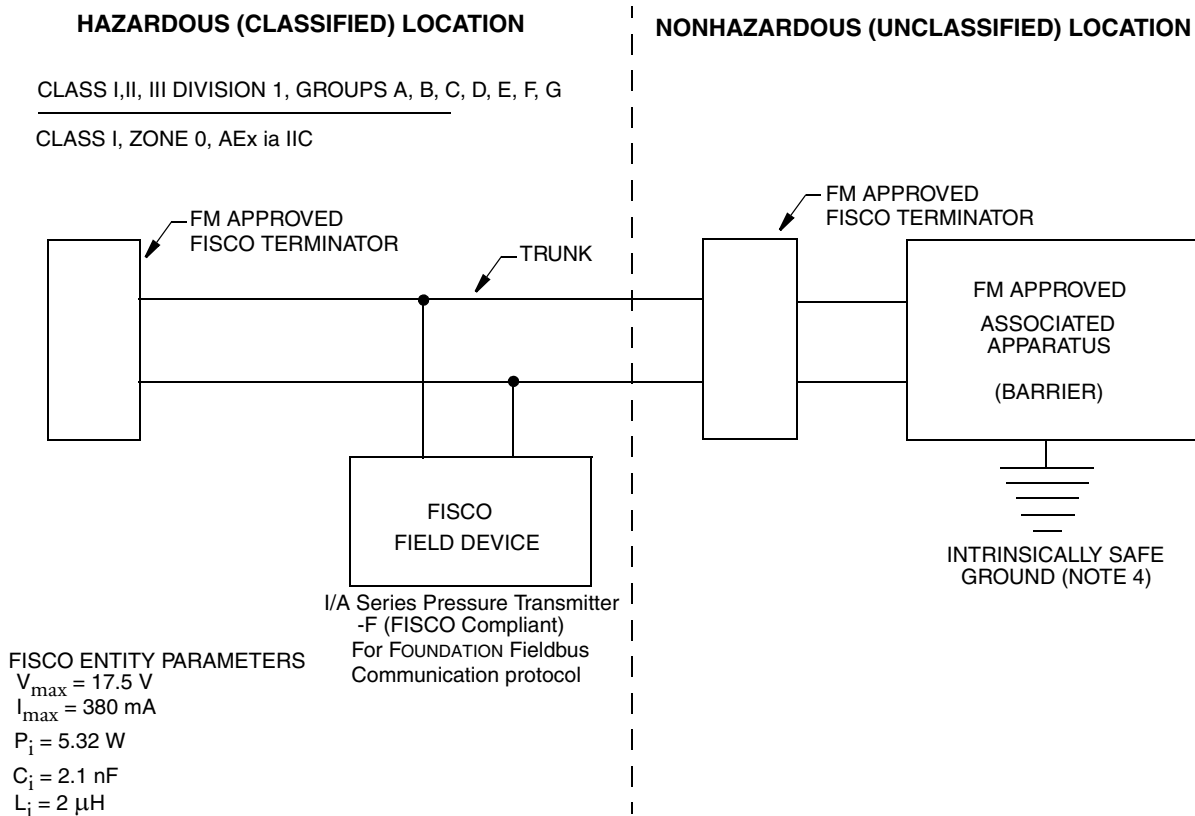 HAZARDOUS (CLASSIFIED) LOCATION
NONHAZARDOUS (UNCLASSIFIED) LOCATION
CLASS I,II, III DIVISION 1, GROUPS A, B, C, D, E, F, G
CLASS I, ZONE 0, AEx ia IIC
FM APPROVED
FISCO TERMINATOR
TRUNK
FM APPROVED
FISCO TERMINATOR
FM APPROVED
ASSOCIATED
APPARATUS
(BARRIER)
FISCO
FIELD DEVICE
INTRINSICALLY SAFE
GROUND (NOTE 4)
I/A Series Pressure Transmitter
-F (FISCO Compliant)
For FOUNDATION Fieldbus
Communication protocol
FISCO ENTITY PARAMETERS
Vmax = 17.5 V
Imax = 380 mA
Pi = 5.32 W
Ci = 2.1 nF
Li = 2 μH